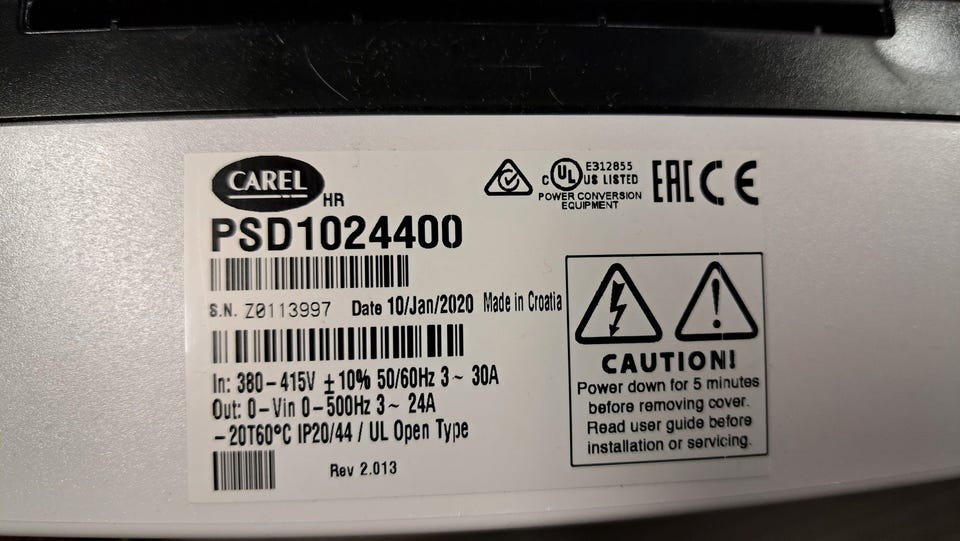 CAREL
HR
PSD1024400
S.N. Z0113997 Date 10/Jan/2020 Made in Croatia
In: 380-415V ±10% 50/60Hz 3~ 30A
Out: 0-Vin 0-500Hz 3~ 24A
-20T60°C IP20/44 / UL Open Type
Rev 2.013
E312855
C UL US LISTED
POWER CONVERSION
EQUIPMENT
EAC CE
CAUTION!
Power down for 5 minutes
before removing cover.
Read user guide before
installation or servicing.